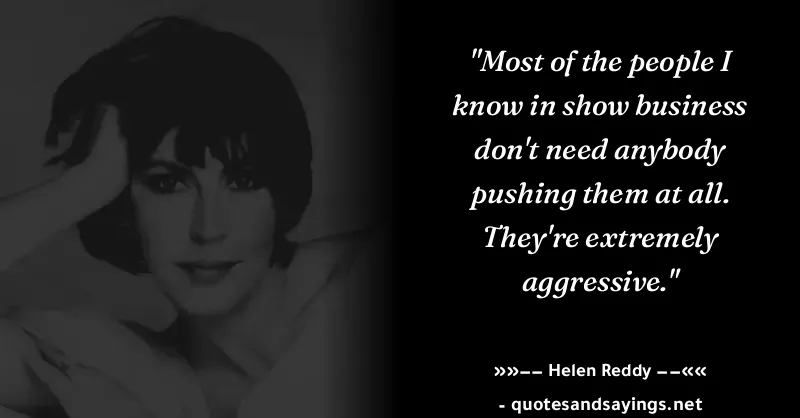 "Most of the people I
know in show business
don't need anybody
pushing them at all.
They're extremely
aggressive."
»»−− Helen Reddy −−««
- quotesandsayings.net